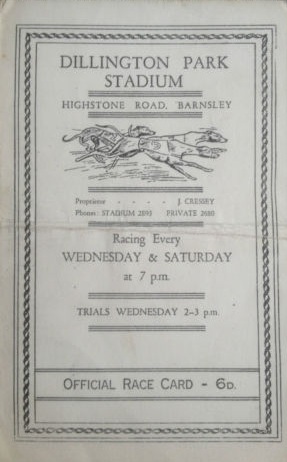 DILLINGTON PARK
STADIUM
HIGHSTONE ROAD, BARNSLEY
Proprietor - - - - J. CRESSEY
Phones: STADIUM 2895 PRIVATE 2680
Racing Every
WEDNESDAY & SATURDAY
at 7 p.m.
TRIALS WEDNESDAY 2-3 p.m.
OFFICIAL RACE CARD - 6D.